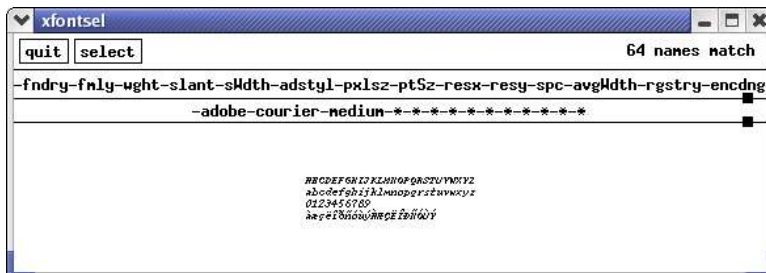 xfontsel
quit select 64 names match
-fndry-fmly-wght-slant-sWdth-adstyl-pxlsz-ptSz-resx-resy-spc-avgWdth-rgstry-encdng
-adobe-courier-medium-*-*-*-*-*-*-*-*-*-*-*
ABCDEFGHIJKLMNOPQRSTUVWXYZ
abcdefghijklmnopqrstuvwxyz
0123456789